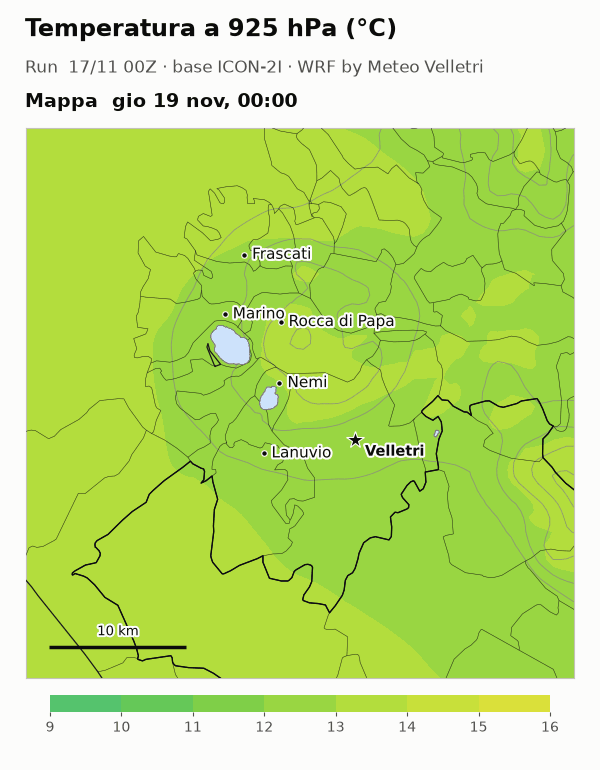 Temperatura a 925 hPa (°C)
Run  17/11 00Z · base ICON-2I · WRF by Meteo Velletri
Mappa  gio 19 nov, 00:00
Frascati
Marino
Rocca di Papa
Nemi
Velletri
Lanuvio
10 km
9 10 11 12 13 14 15 16